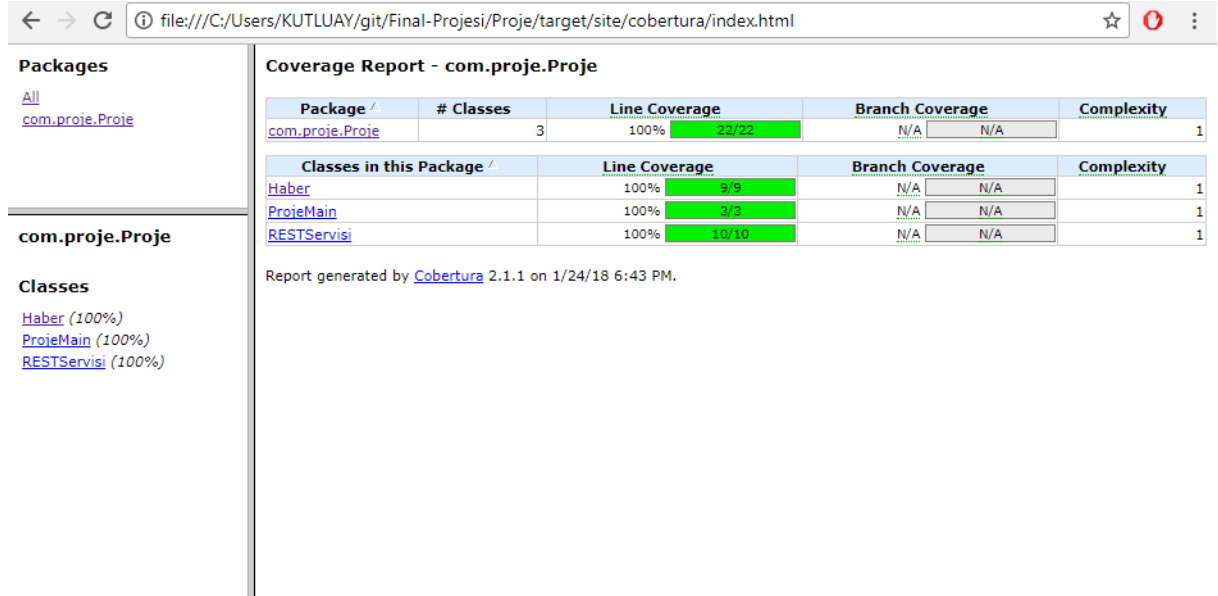 file:///C:/Users/KUTLUAY/git/Final-Projesi/Proje/target/site/cobertura/index.html
Packages
All
com.proje.Proje
com.proje.Proje
Classes
Haber (100%)
ProjeMain (100%)
RESTServisi (100%)
Coverage Report - com.proje.Proje
Package # Classes Line Coverage Branch Coverage Complexity
com.proje.Proje 3 100% 22/22 N/A N/A 1
Classes in this Package Line Coverage Branch Coverage Complexity
Haber 100% 9/9 N/A N/A 1
ProjeMain 100% 3/3 N/A N/A 1
RESTServisi 100% 10/10 N/A N/A 1
Report generated by Cobertura 2.1.1 on 1/24/18 6:43 PM.